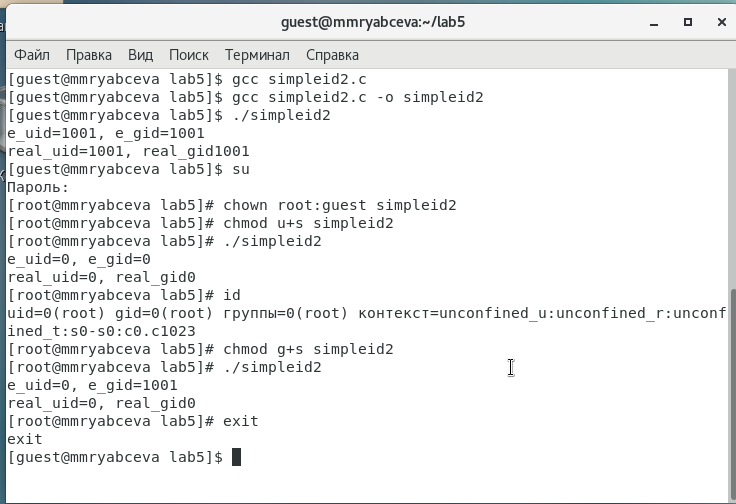 guest@mmryabceva:~/lab5
Файл Правка Вид Поиск Терминал Справка
[guest@mmryabceva lab5]$ gcc simpleid2.c
[guest@mmryabceva lab5]$ gcc simpleid2.c -o simpleid2
[guest@mmryabceva lab5]$ ./simpleid2
e_uid=1001, e_gid=1001
real_uid=1001, real_gid1001
[guest@mmryabceva lab5]$ su
Пароль:
[root@mmryabceva lab5]# chown root:guest simpleid2
[root@mmryabceva lab5]# chmod u+s simpleid2
[root@mmryabceva lab5]# ./simpleid2
e_uid=0, e_gid=0
real_uid=0, real_gid0
[root@mmryabceva lab5]# id
uid=0(root) gid=0(root) группы=0(root) контекст=unconfined_u:unconfined_r:unconf
ined_t:s0-s0:c0.c1023
[root@mmryabceva lab5]# chmod g+s simpleid2
[root@mmryabceva lab5]# ./simpleid2
e_uid=0, e_gid=1001
real_uid=0, real_gid0
[root@mmryabceva lab5]# exit
exit
[guest@mmryabceva lab5]$